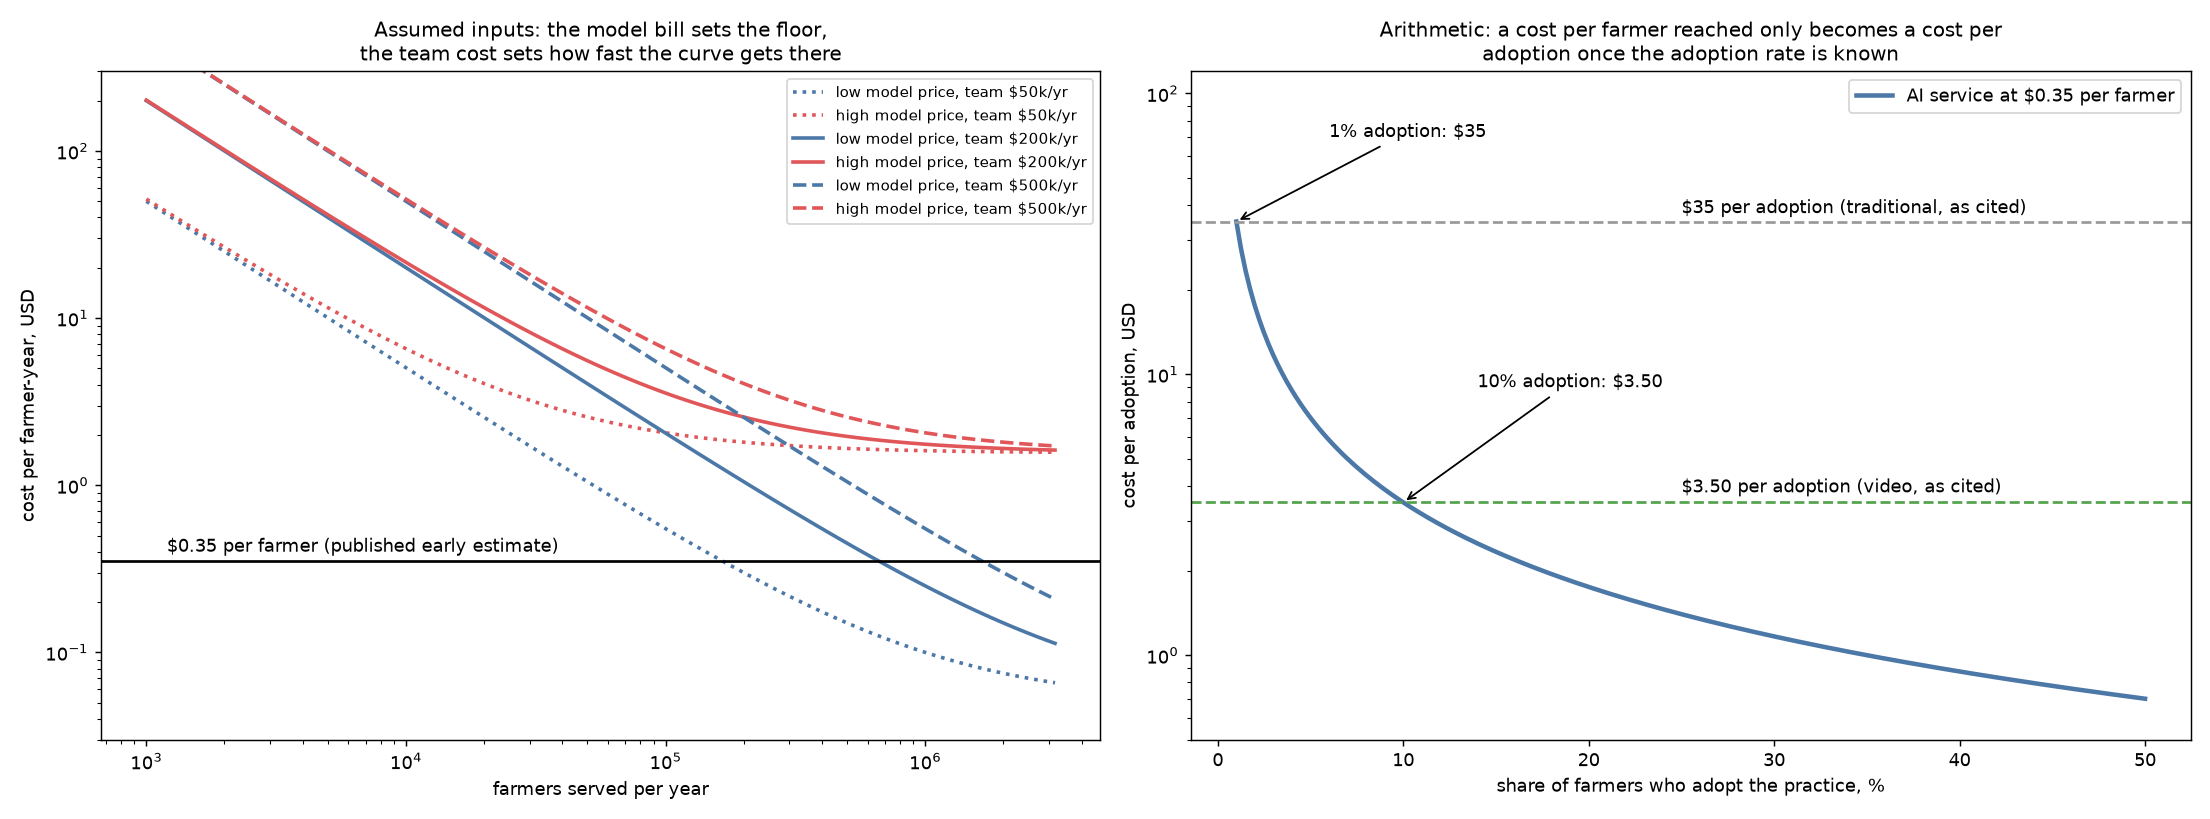 Assumed inputs: the model bill sets the floor,
the team cost sets how fast the curve gets there
cost per farmer-year, USD
10²
10¹
10⁰
10⁻¹
low model price, team $50k/yr
high model price, team $50k/yr
low model price, team $200k/yr
high model price, team $200k/yr
low model price, team $500k/yr
high model price, team $500k/yr
$0.35 per farmer (published early estimate)
10³ 10⁴ 10⁵ 10⁶
farmers served per year
Arithmetic: a cost per farmer reached only becomes a cost per
adoption once the adoption rate is known
cost per adoption, USD
10²
10¹
10⁰
AI service at $0.35 per farmer
1% adoption: $35
$35 per adoption (traditional, as cited)
10% adoption: $3.50
$3.50 per adoption (video, as cited)
0 10 20 30 40 50
share of farmers who adopt the practice, %